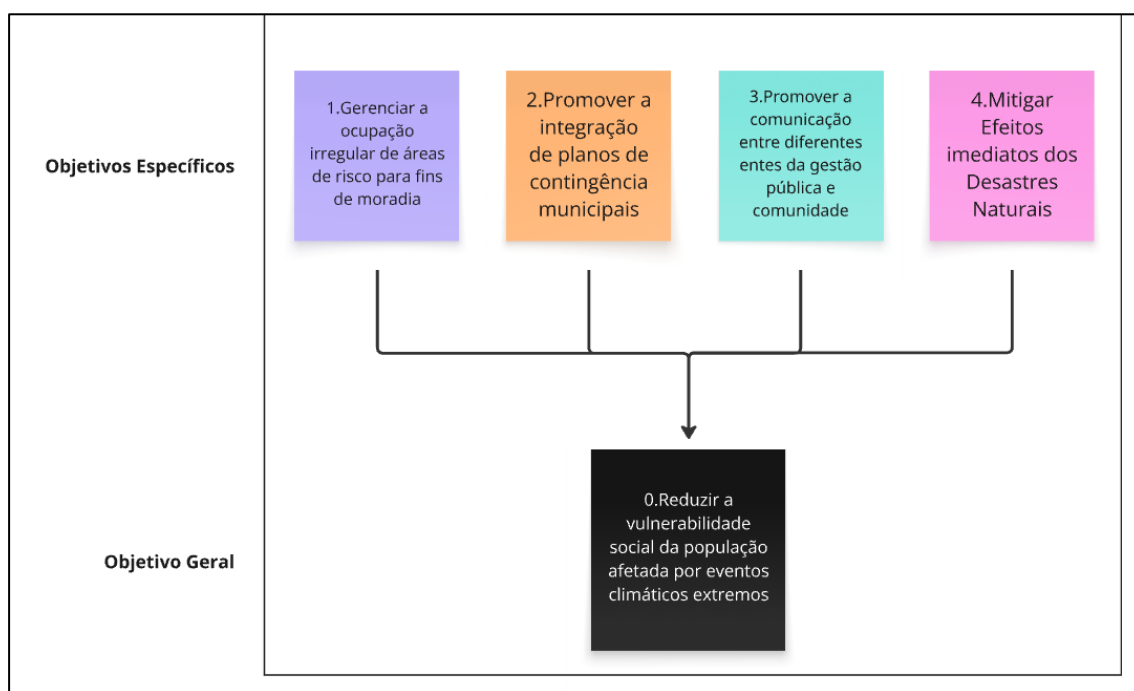 Objetivos Específicos
1.Gerenciar a
ocupação
irregular de áreas
de risco para fins
de moradia
2.Promover a
integração
de planos de
contingência
municipais
3.Promover a
comunicação
entre diferentes
entes da gestão
pública e
comunidade
4.Mitigar
Efeitos
imediatos dos
Desastres
Naturais
Objetivo Geral
0.Reduzir a
vulnerabilidade
social da população
afetada por eventos
climáticos extremos